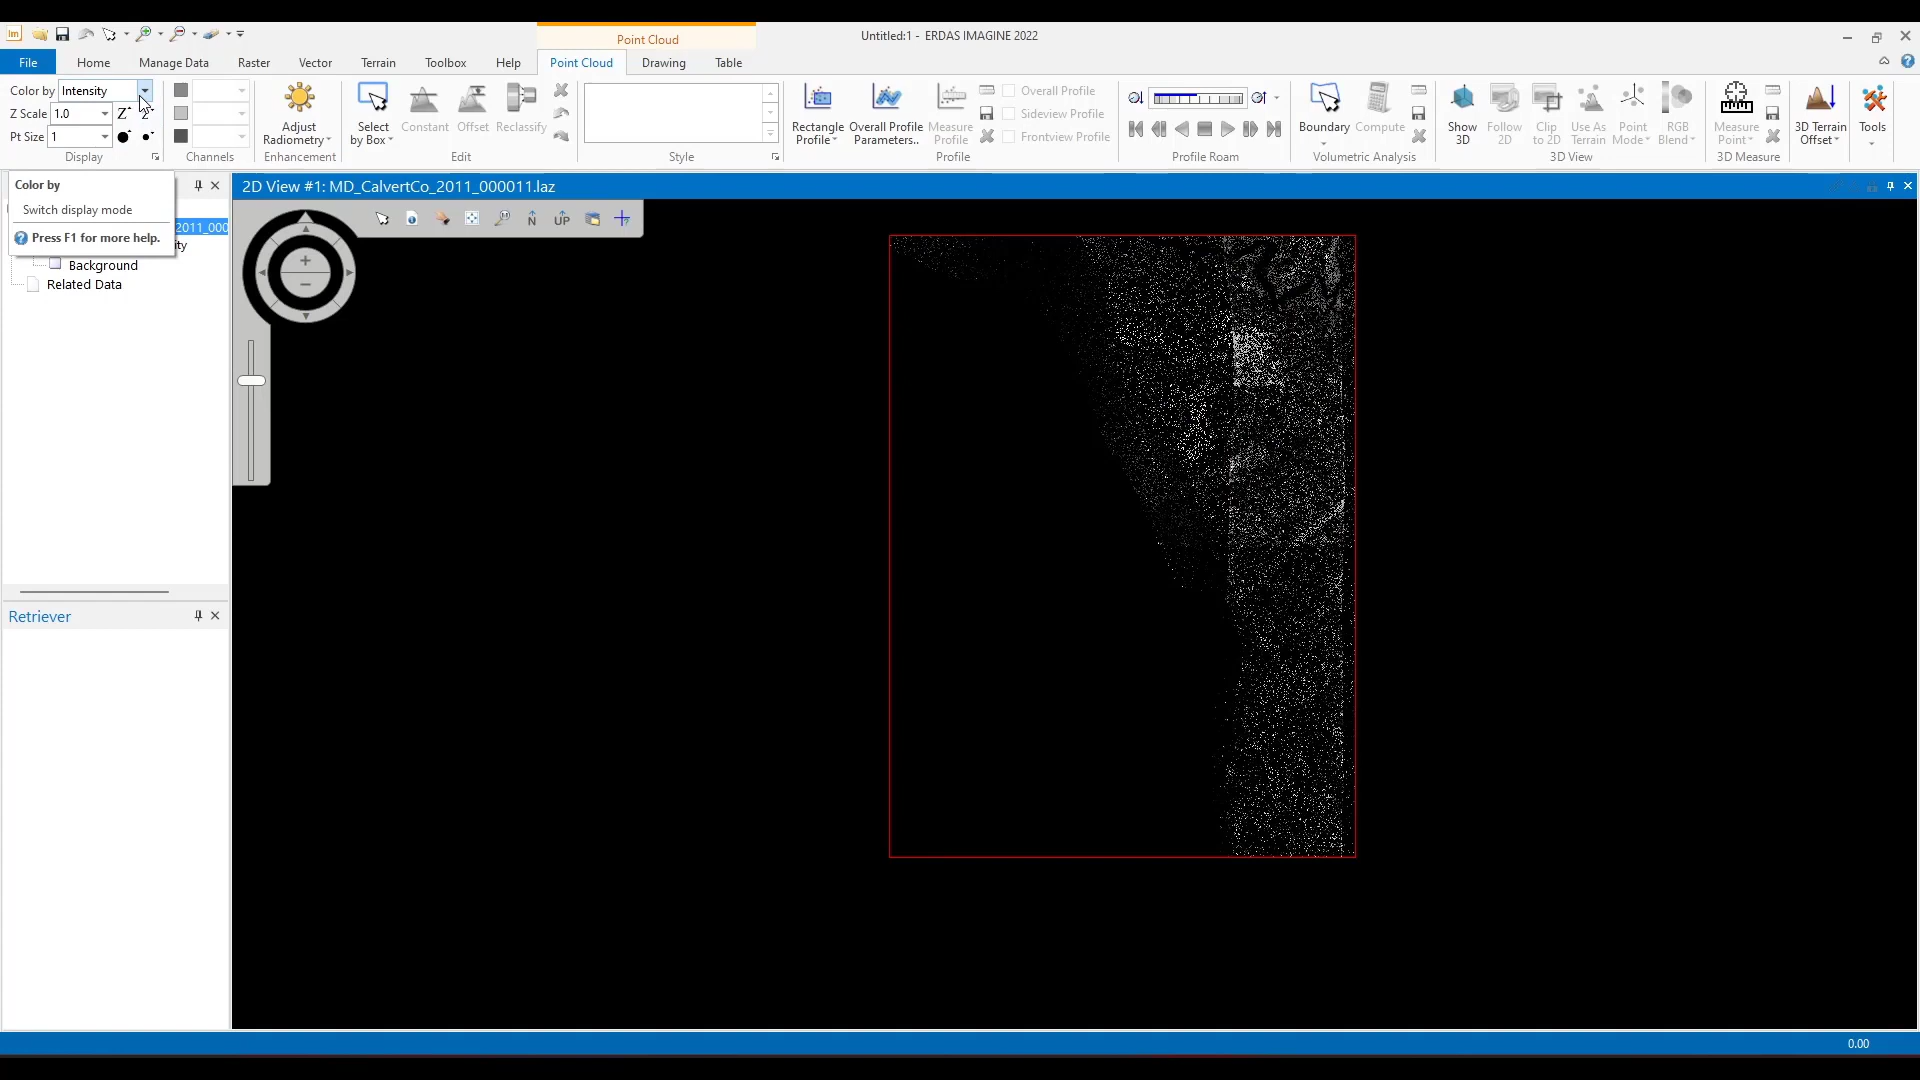 Point Cloud
Untitled:1 - ERDAS IMAGINE 2022
File Home Manage Data Raster Vector Terrain Toolbox Help Point Cloud Drawing Table
Color by Intensity
Z Scale 1.0
Pt Size 1
Display
Channels
Adjust
Radiometry
Enhancement
Select
by Box
Constant
Offset
Reclassify
Edit
Style
Rectangle
Profile
Overall Profile
Parameters..
Measure
Profile
Overall Profile
Sideview Profile
Frontview Profile
Profile
Profile Roam
Boundary
Compute
Volumetric Analysis
Show
3D
Follow
2D
Clip
to 2D
Use As
Terrain
Point
Mode
RGB
Blend
3D View
Measure
Point
3D Measure
3D Terrain
Offset
Tools
Color by
Switch display mode
Press F1 for more help.
2011_000
ity
Background
Related Data
2D View #1: MD_CalvertCo_2011_000011.laz
N
UP
Retriever
0.00